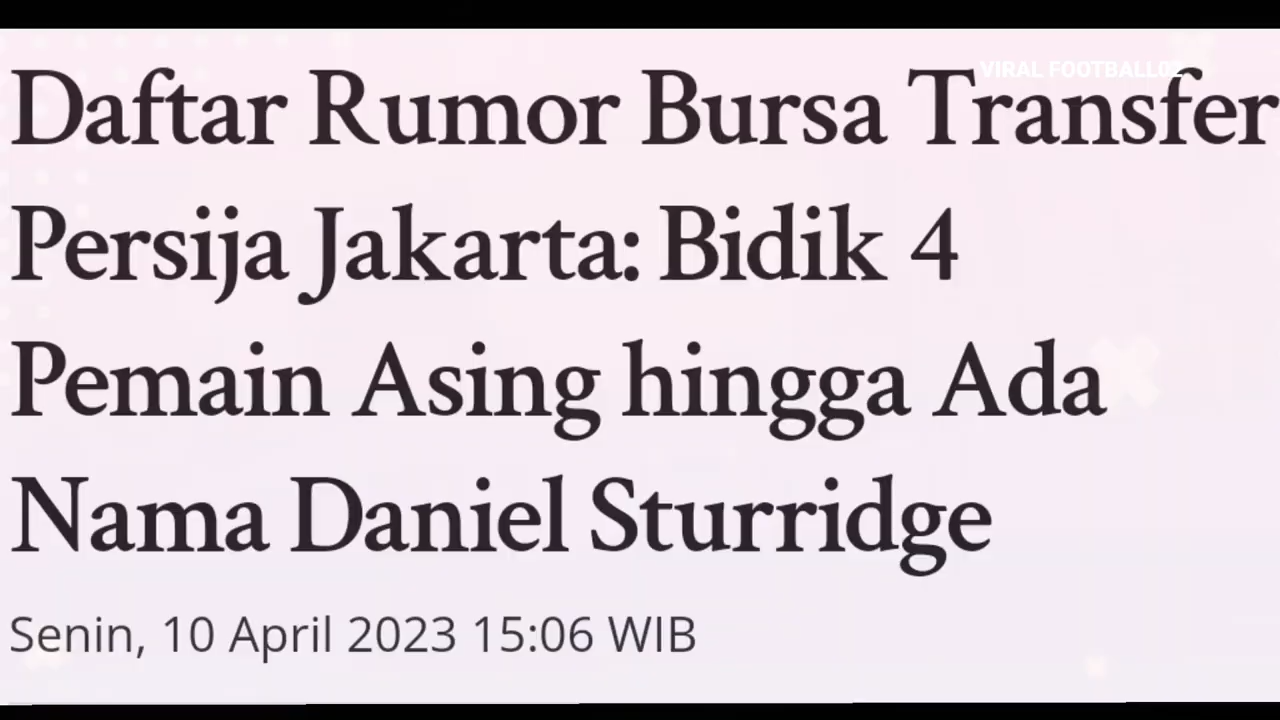 VIRAL FOOTBALL02
Daftar Rumor Bursa Transfer
Persija Jakarta: Bidik 4
Pemain Asing hingga Ada
Nama Daniel Sturridge
Senin, 10 April 2023 15:06 WIB